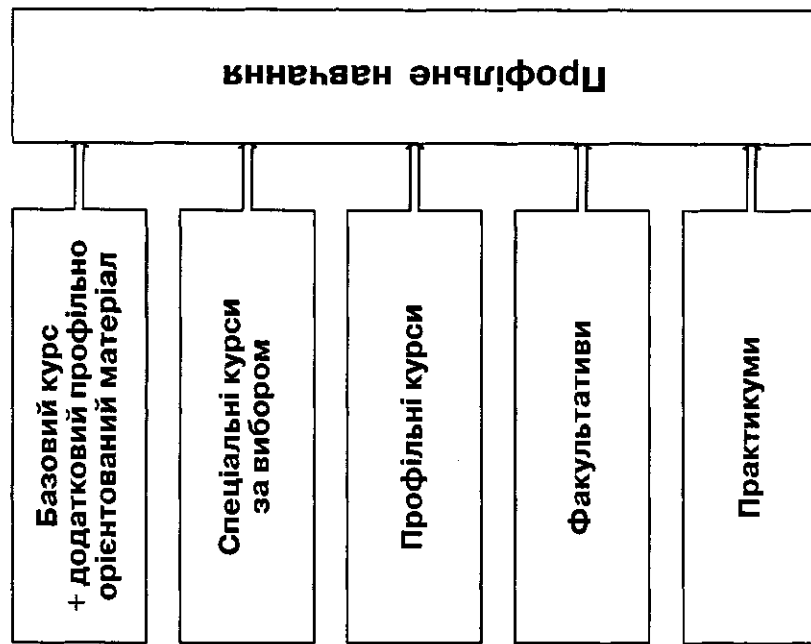 Профільне навчання
Базовий курс
+ додатковий профільно
орієнтований матеріал
Спеціальні курси
за вибором
Профільні курси
Факультативи
Практикуми